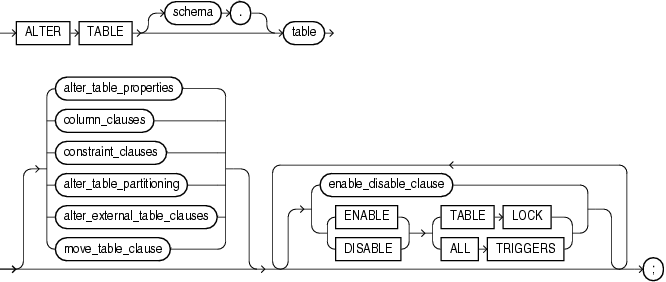 schema .
ALTER TABLE table
alter_table_properties
column_clauses
constraint_clauses
alter_table_partitioning enable_disable_clause
alter_external_table_clauses ENABLE TABLE LOCK
move_table_clause DISABLE ALL TRIGGERS
;